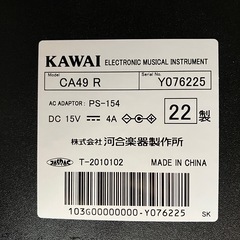 KAWAI ELECTRONIC MUSICAL INSTRUMENT
Model Serial No.
CA49 R Y076225
AC ADAPTOR : PS-154
DC 15V 4A
22 製
株式会社 河合楽器製作所
T-2010102 MADE IN CHINA
103G00000000-Y076225
SK